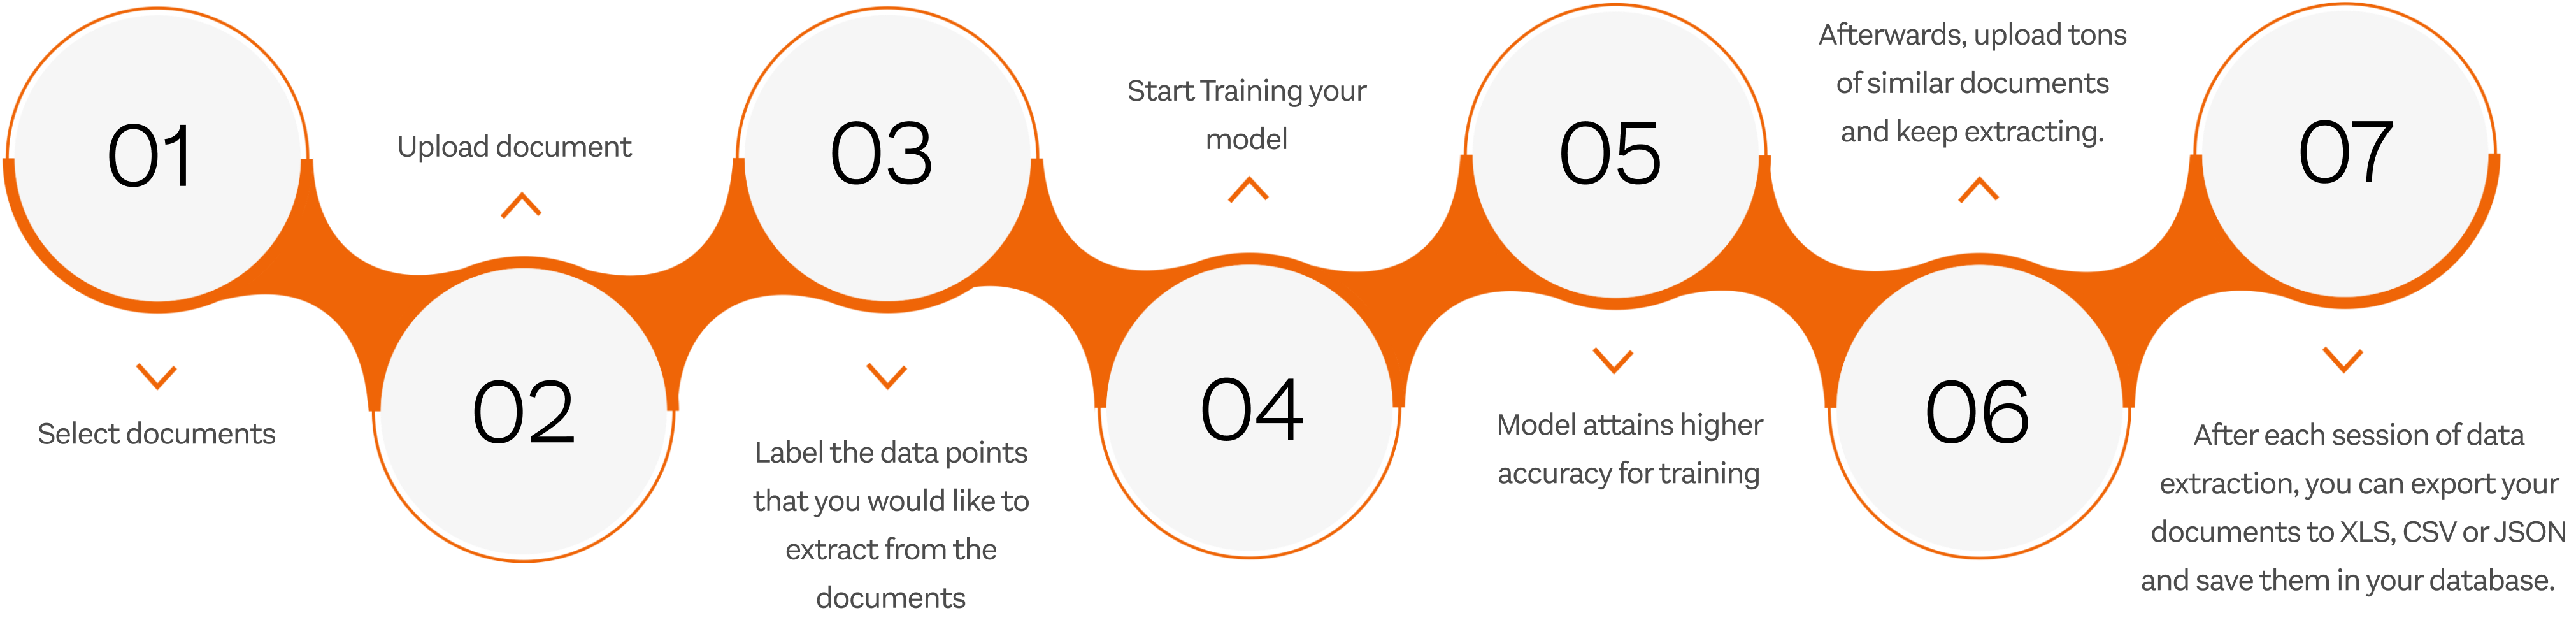 01
Select documents
Upload document
02
03
Label the data points
that you would like to
extract from the
documents
Start Training your
model
04
05
Model attains higher
accuracy for training
Afterwards, upload tons
of similar documents
and keep extracting.
06
07
After each session of data
extraction, you can export your
documents to XLS, CSV or JSON
and save them in your database.